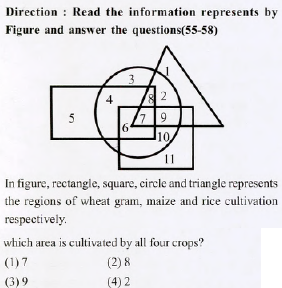 Direction : Read the information represents by
Figure and answer the questions(55-58)
3
1
4
8
2
5
7
9
6
10
11
In figure, rectangle, square, circle and triangle represents
the regions of wheat gram, maize and rice cultivation
respectively.
which area is cultivated by all four crops?
(1) 7 (2) 8
(3) 9 (4) 2